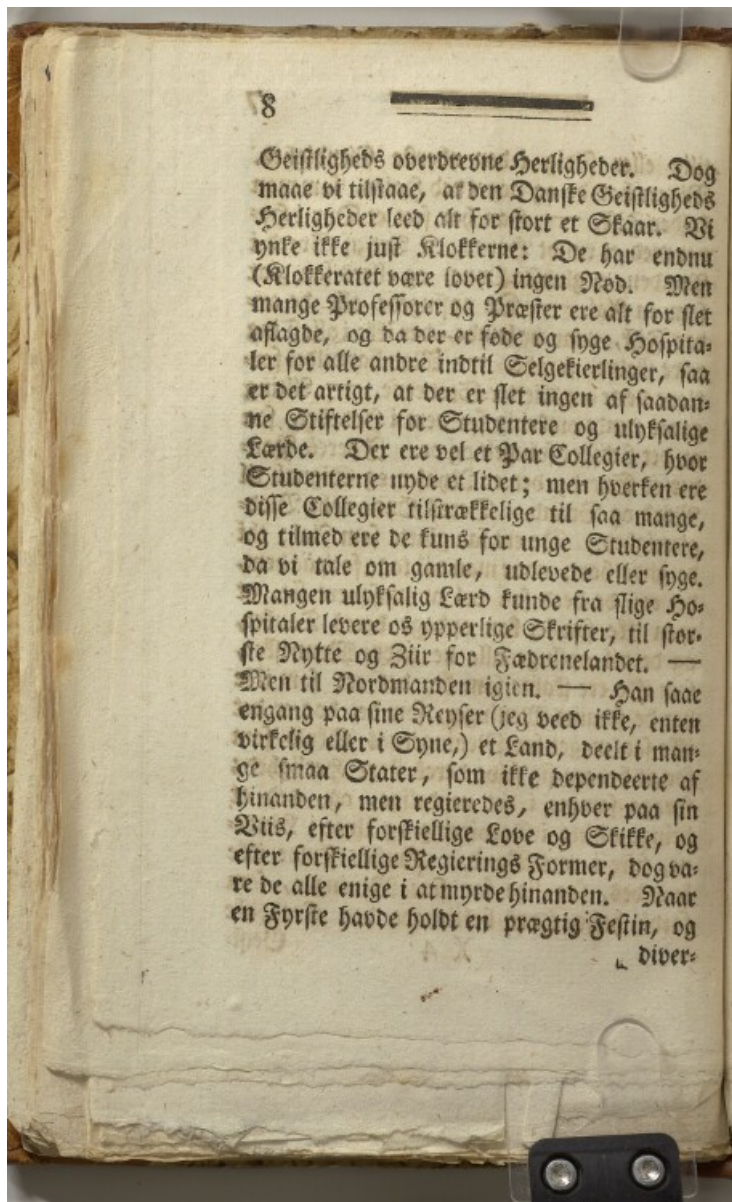 8
Geistligheds overdrevne Herligheder. Dog
maae vi tilstaae, at den Danske Geistligheds
Herligheder leed alt for stort et Skaar. Vi
ynke ikke just Klokkerne: De har endnu
(Klokkeratet være lovet) ingen Nød. Men
mange Professorer og Præster ere alt for slet
aflagde, og da der er føde og syge Hospita-
ler for alle andre indtil Selgekierlinger, saa
er det artigt, at der er slet ingen af saadan-
ne Stiftelser for Studentere og ulyksalige
Lærde. Der ere vel et Par Collegier, hvor
Studenterne nyde et lidet; men hverken ere
disse Collegier tilstrækkelige til saa mange,
og tilmed ere de kuns for unge Studentere,
da vi tale om gamle, udlevede eller syge.
Mangen ulyksalig Lærd kunde fra slige Ho-
spitaler levere os ypperlige Skrifter, til stør-
ste Nytte og Ziir for Fædrenelandet. —
Men til Nordmanden igien. — Han saae
engang paa sine Reyser (jeg veed ikke, enten
virkelig eller i Syne,) et Land, deelt i man-
ge smaa Stater, som ikke dependeerte af
hinanden, men regieredes, enhver paa sin
Viis, efter forskiellige Love og Skikke, og
efter forskiellige Regierings Former, dog va-
re de alle enige i at myrde hinanden. Naar
en Fyrste havde holdt en prægtig Festin, og
diver-